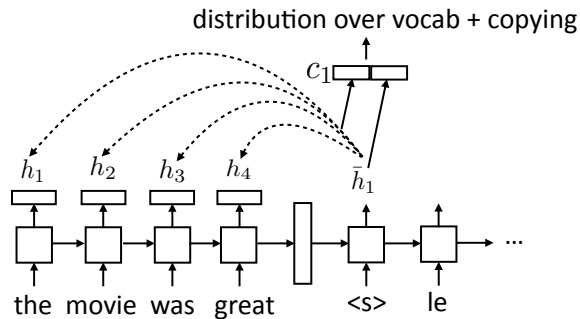 distribution over vocab + copying
c₁
h₁ h₂ h₃ h₄ h̄₁
...
the movie was great <s> le